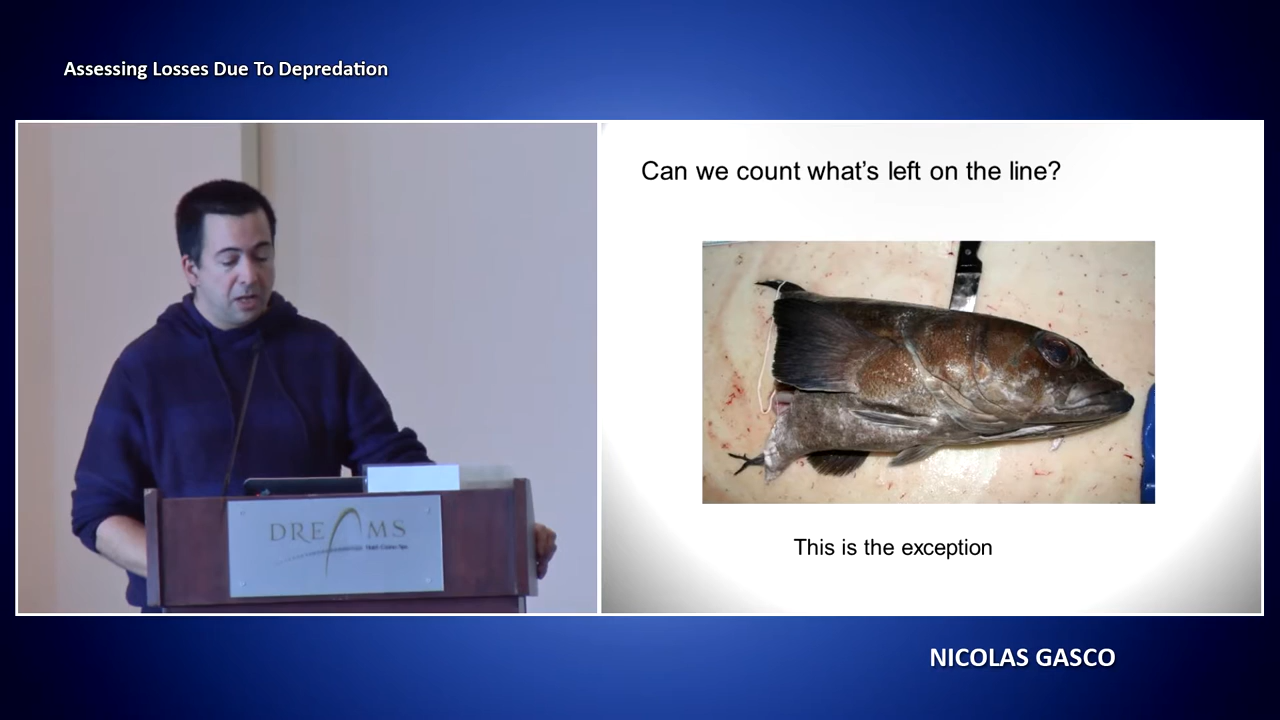 Assessing Losses Due To Depredation
Can we count what's left on the line?
DREAMS
This is the exception
NICOLAS GASCO